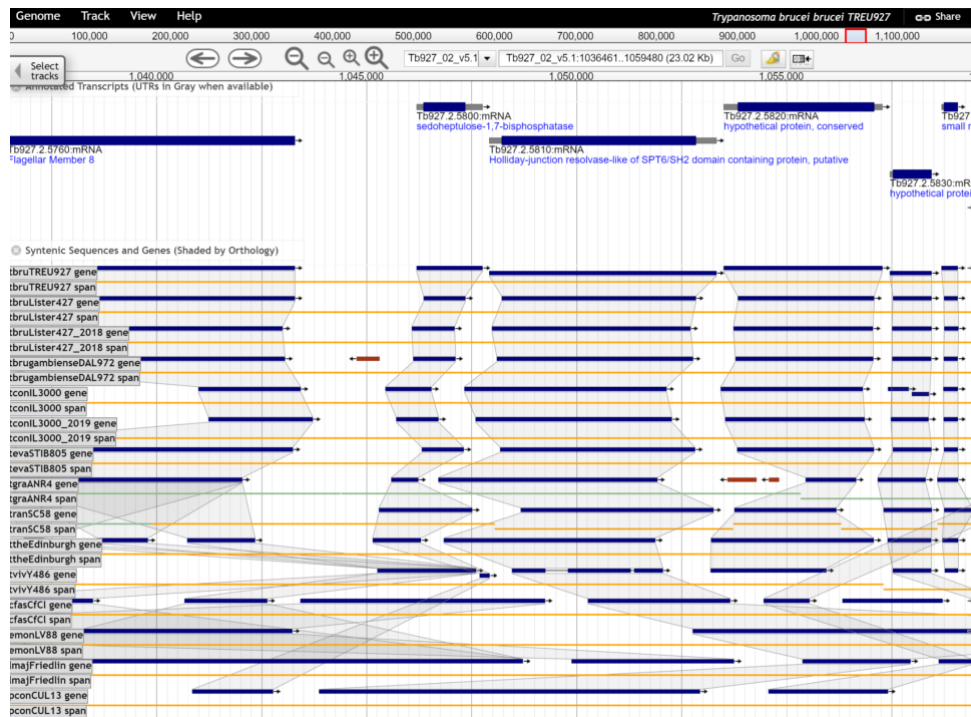 Genome Track View Help Trypanosoma brucei brucei TREU927 Share
0 100,000 200,000 300,000 400,000 500,000 600,000 700,000 800,000 900,000 1,000,000 1,100,000
Tb927_02_v5.1 Tb927_02_v5.1:1036461..1059480 (23.02 Kb) Go
Select
tracks
1,040,000 1,045,000 1,050,000 1,055,000
Annotated Transcripts (UTRs in Gray when available)
Tb927.2.5800:mRNA Tb927.2.5820:mRNA Tb927
sedoheptulose-1,7-bisphosphatase hypothetical protein, conserved small
Tb927.2.5760:mRNA Tb927.2.5810:mRNA
Flagellar Member 8 Holliday-junction resolvase-like of SPT6/SH2 domain containing protein, putative
Tb927.2.5830:mR
hypothetical protei
Syntenic Sequences and Genes (Shaded by Orthology)
tbruTREU927 gene
tbruTREU927 span
tbruLister427 gene
tbruLister427 span
tbruLister427_2018 gene
tbruLister427_2018 span
tbrugambienseDAL972 gene
tbrugambienseDAL972 span
tconIL3000 gene
tconIL3000 span
tconIL3000_2019 gene
tconIL3000_2019 span
tevaSTIB805 gene
tevaSTIB805 span
tgraANR4 gene
tgraANR4 span
tranSC58 gene
tranSC58 span
ttheEdinburgh gene
ttheEdinburgh span
tvivY486 gene
tvivY486 span
cfasCfCl gene
cfasCfCl span
emonLV88 gene
emonLV88 span
lmajFriedlin gene
lmajFriedlin span
pconCUL13 gene
pconCUL13 span